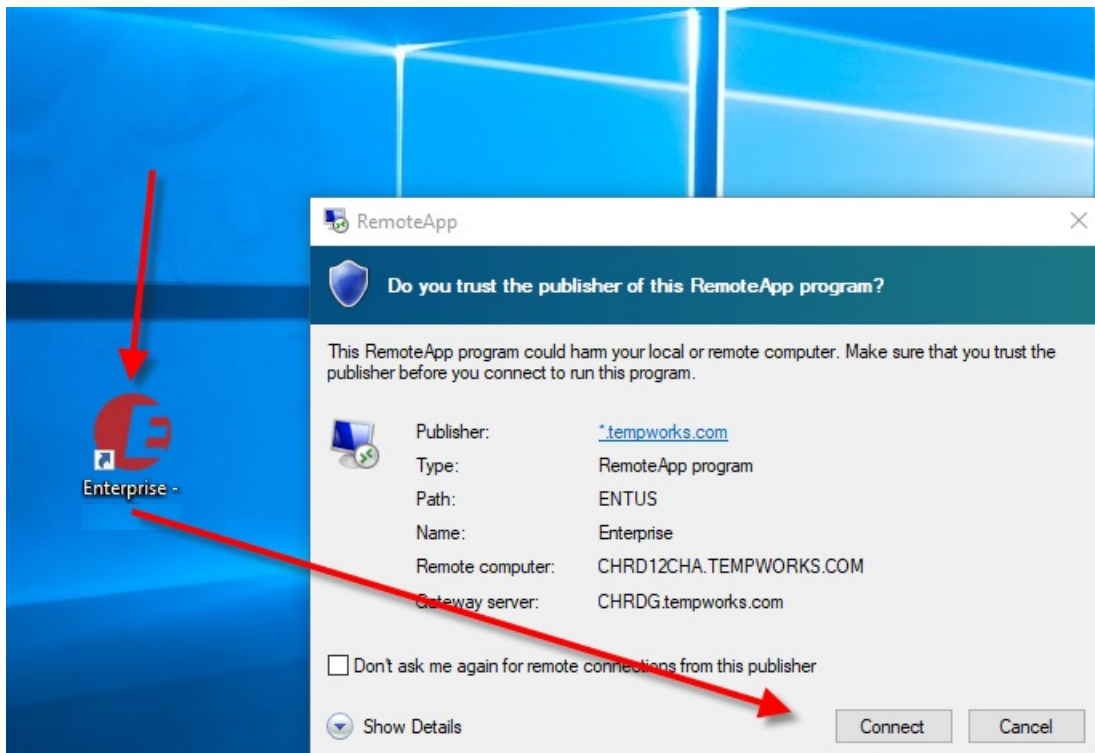 RemoteApp
Do you trust the publisher of this RemoteApp program?
This RemoteApp program could harm your local or remote computer. Make sure that you trust the
publisher before you connect to run this program.
Publisher: *.tempworks.com
Type: RemoteApp program
Path: ENTUS
Name: Enterprise
Remote computer: CHRD12CHA.TEMPWORKS.COM
Gateway server: CHRDG.tempworks.com
Don't ask me again for remote connections from this publisher
Show Details
Connect
Cancel
Enterprise -